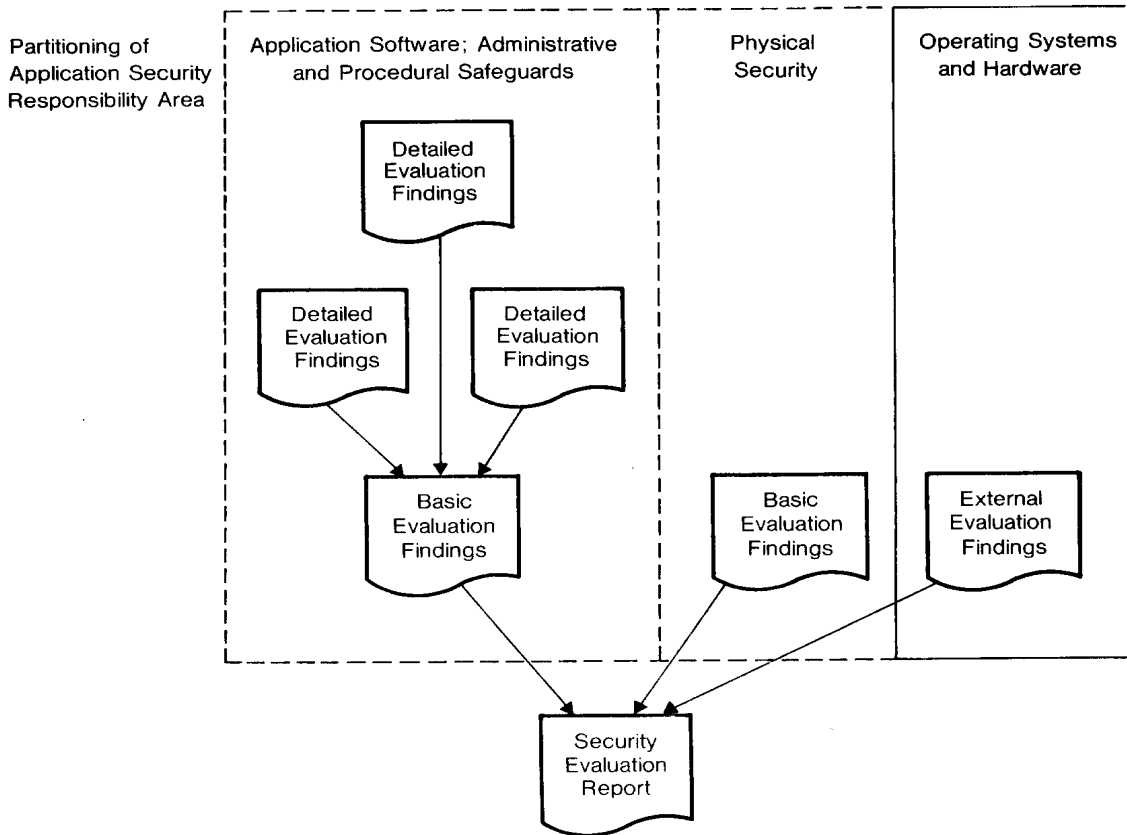 Partitioning of
Application Security
Responsibility Area
Application Software; Administrative
and Procedural Safeguards
Physical
Security
Operating Systems
and Hardware
Detailed
Evaluation
Findings
Detailed
Evaluation
Findings
Detailed
Evaluation
Findings
Basic
Evaluation
Findings
Basic
Evaluation
Findings
External
Evaluation
Findings
Security
Evaluation
Report